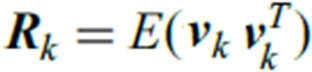 R_k = E(v_k v_k^T)